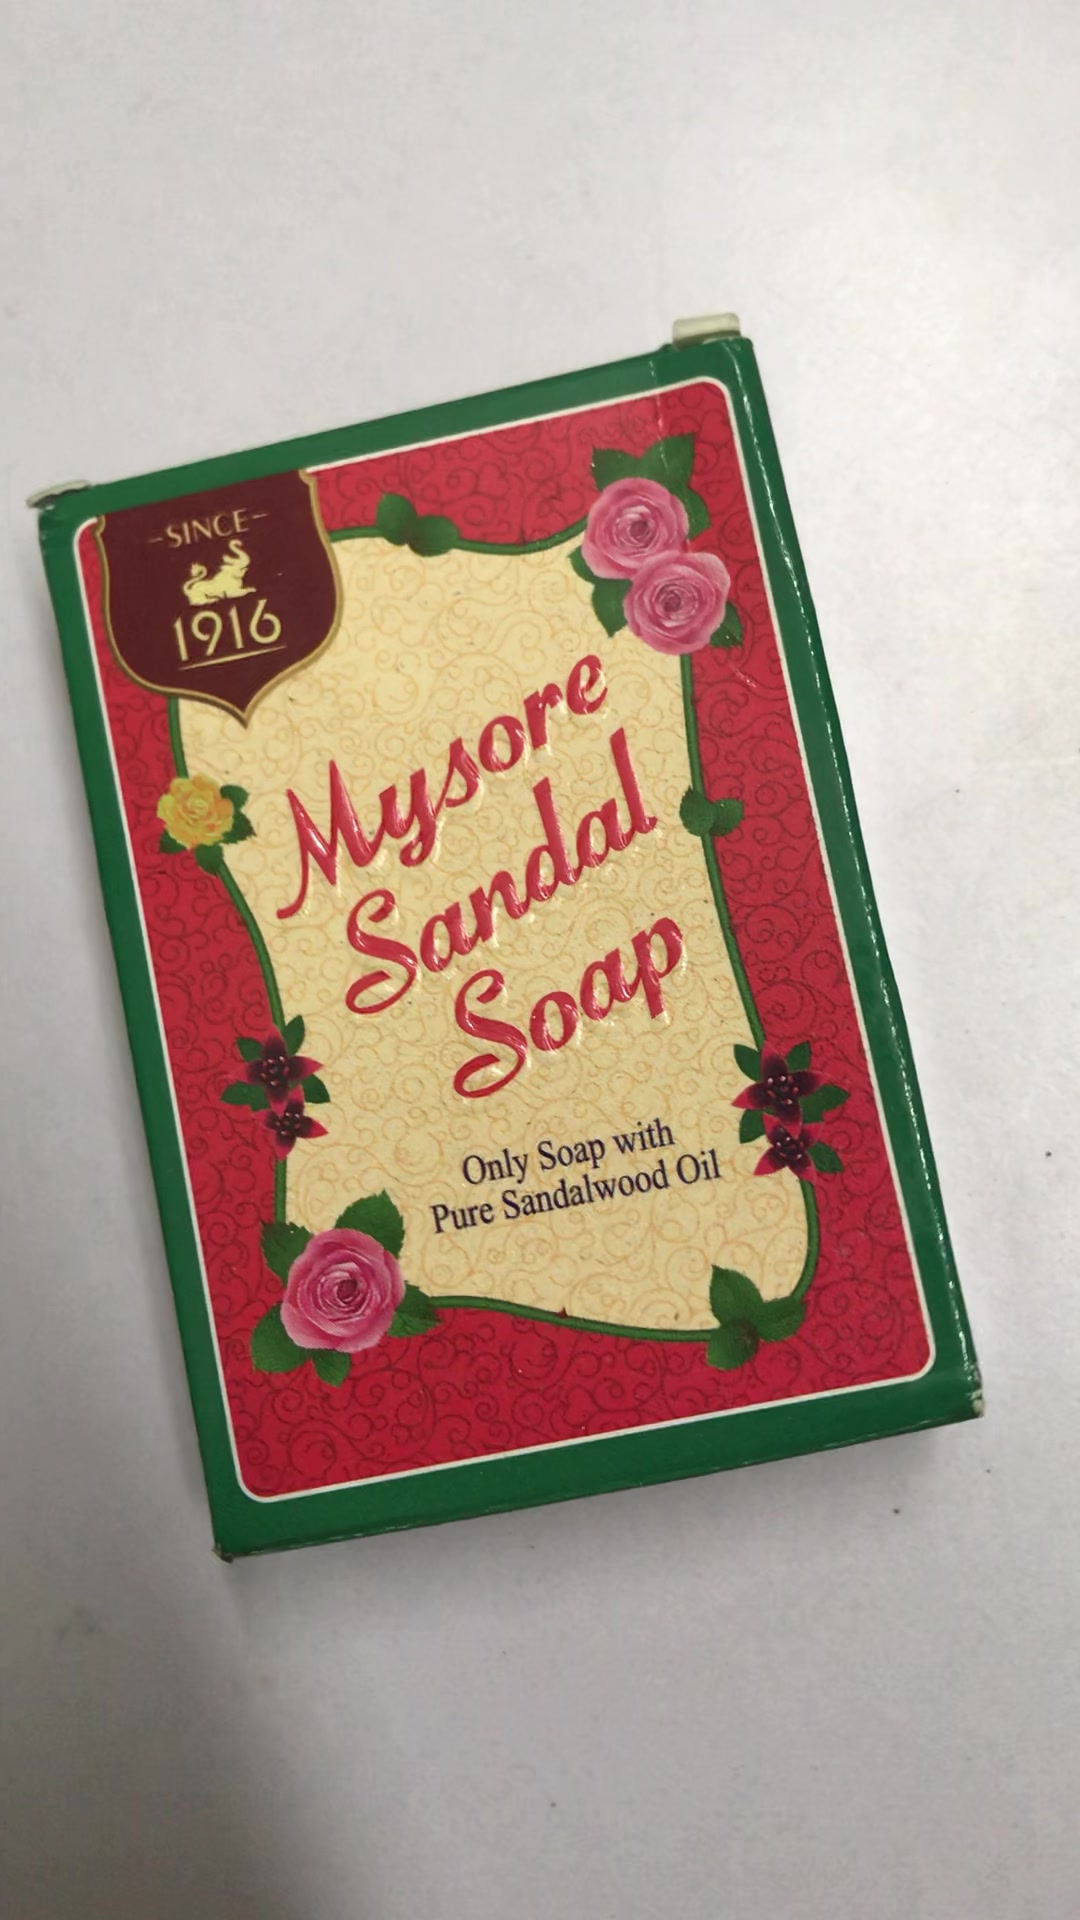 -SINCE-
1916
Mysore
Sandal
Soap
Only Soap with
Pure Sandalwood Oil